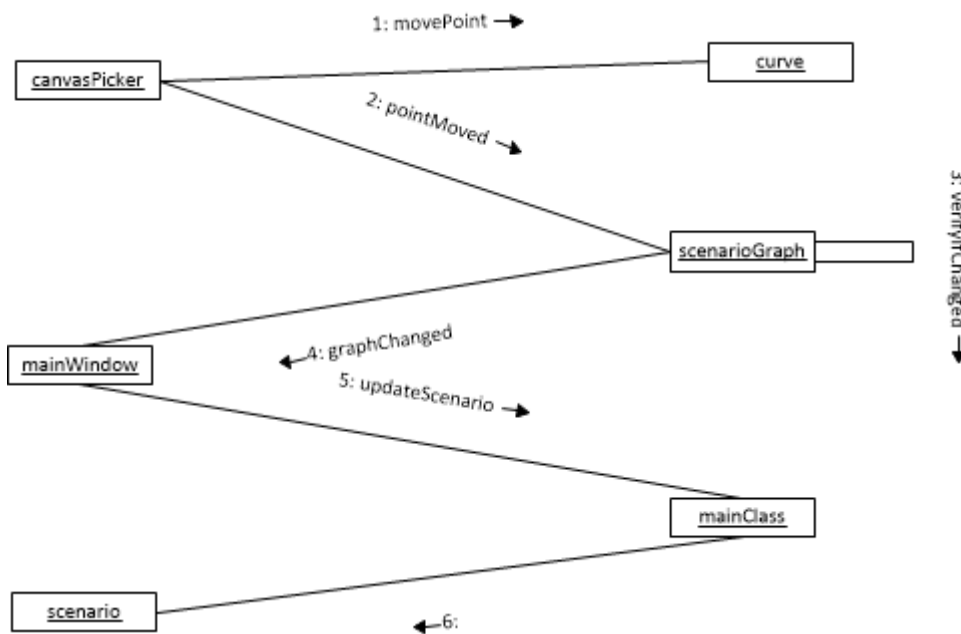 1: movePoint
canvasPicker
curve
2: pointMoved
3: verifyIfChanged
scenarioGraph
4: graphChanged
mainWindow
5: updateScenario
mainClass
scenario
6: